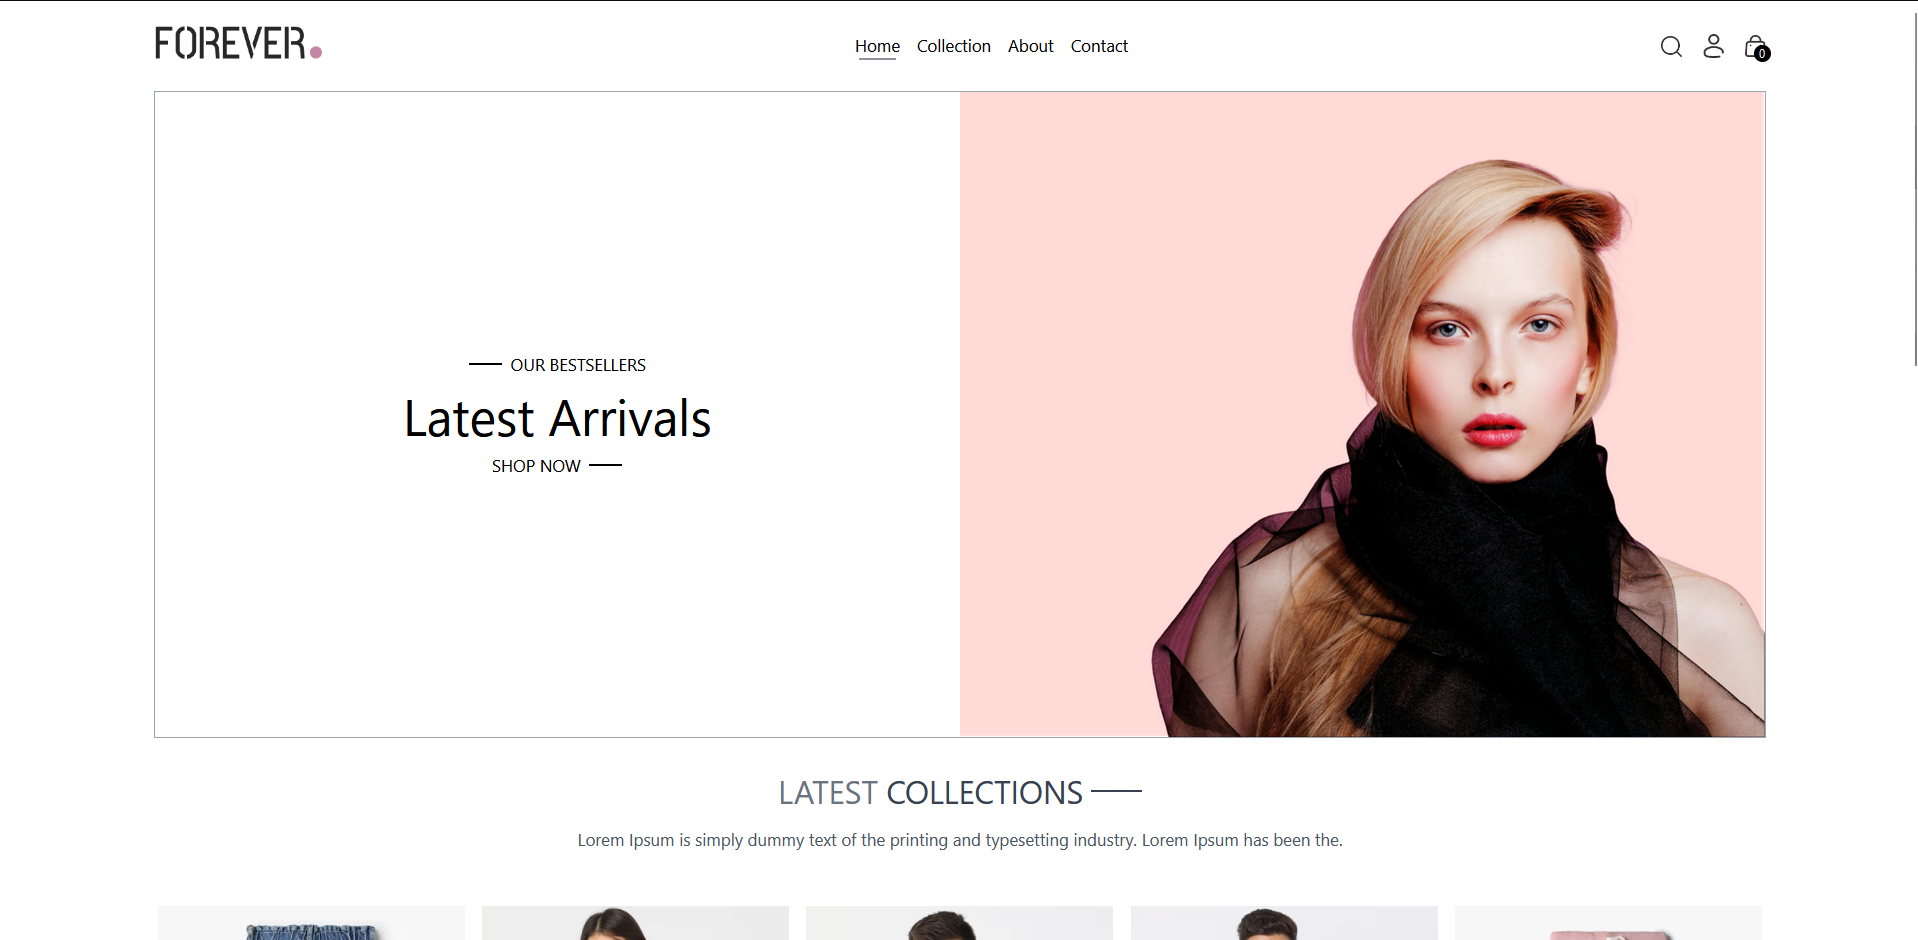 FOREVER.
Home Collection About Contact
0
OUR BESTSELLERS
Latest Arrivals
SHOP NOW
LATEST COLLECTIONS
Lorem Ipsum is simply dummy text of the printing and typesetting industry. Lorem Ipsum has been the.